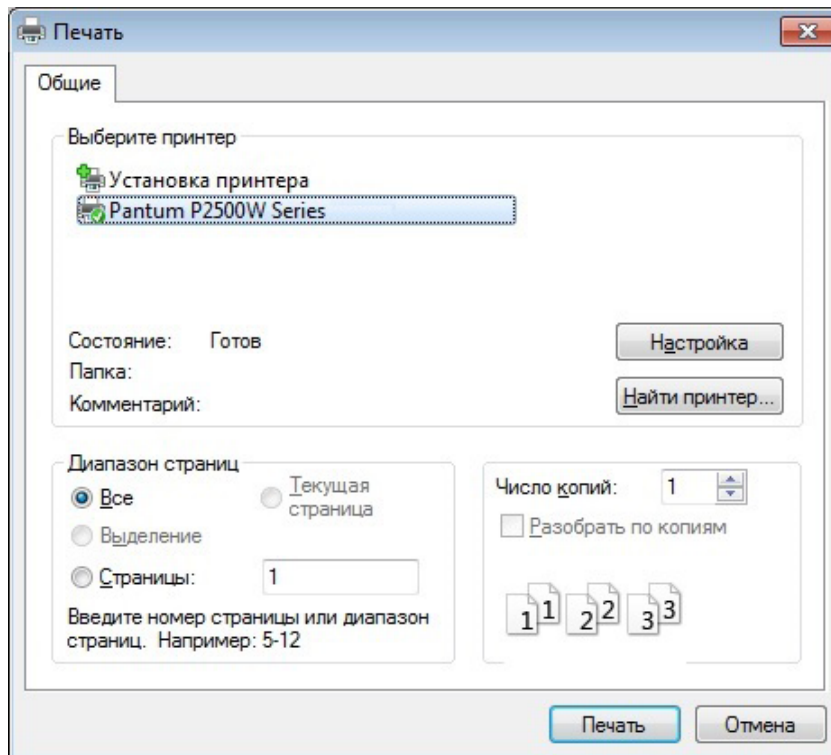 Печать
Общие
Выберите принтер
Установка принтера
Pantum P2500W Series
Состояние: Готов
Папка:
Комментарий:
Настройка
Найти принтер...
Диапазон страниц
Все
Текущая
страница
Выделение
Страницы: 1
Введите номер страницы или диапазон
страниц. Например: 5-12
Число копий: 1
Разобрать по копиям
1 1 2 2 3 3
Печать
Отмена